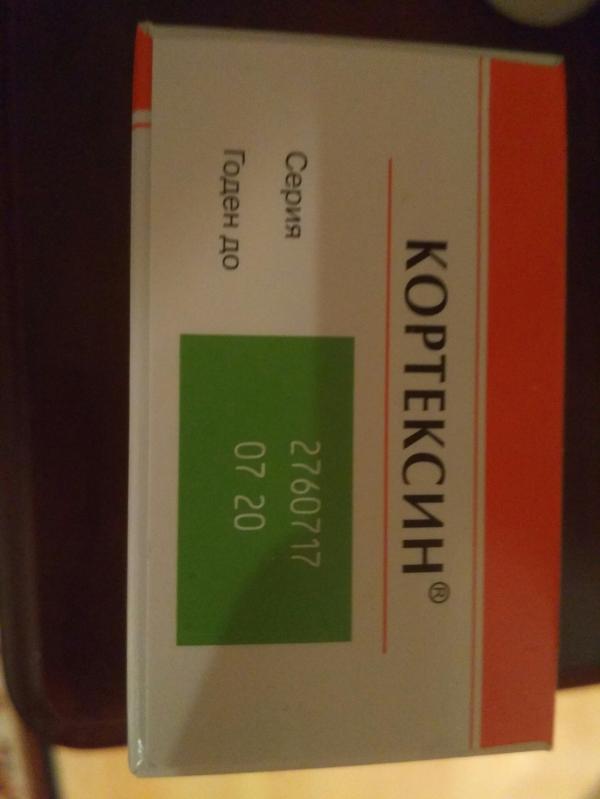 КОРТЕКСИН®
Серия 2760717
Годен до 07 20